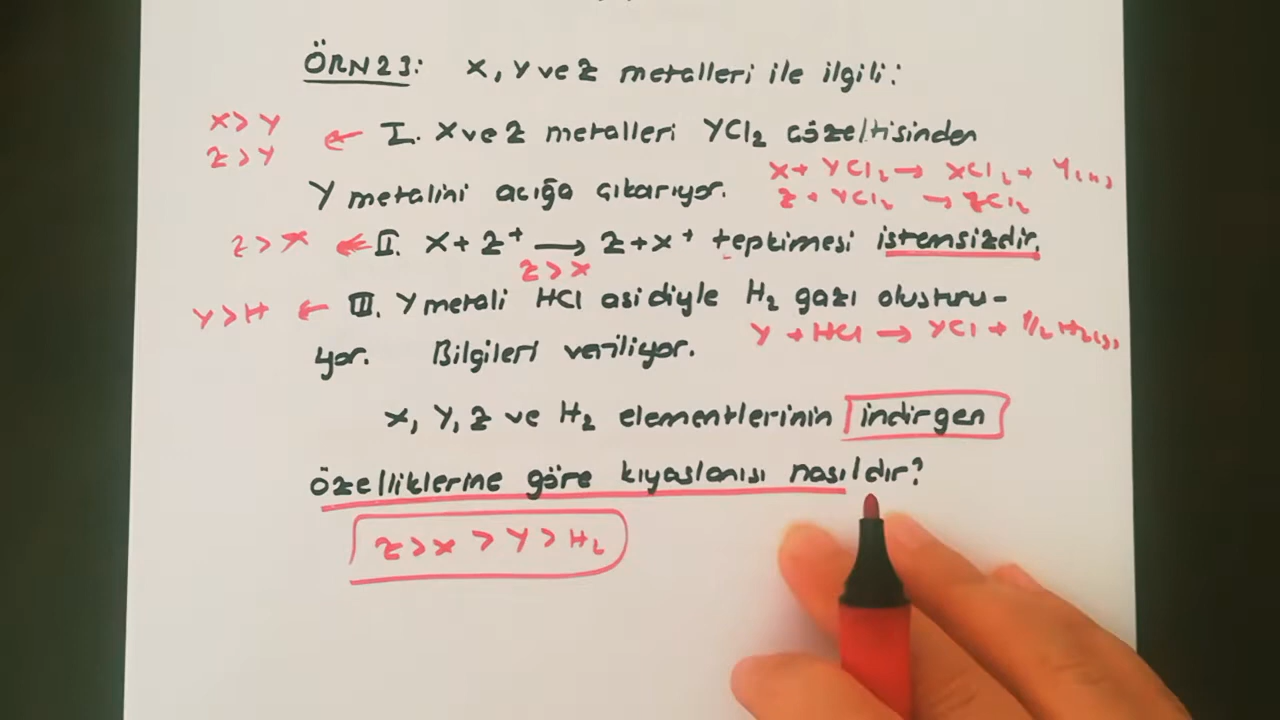 ÖRN23: X, Y ve Z metalleri ile ilgili:
X > Y
Z > Y
← I. X ve Z metalleri YCl₂ çözeltisinden
X + YCl₂ → XCl₂ + Y(k)
Y metalini açığa çıkarıyor.
Z + YCl₂ → ZCl₂
Z > X ← II. X + Z⁺ → Z + X⁺ tepkimesi istemsizdir.
Z > X
Y > H ← III. Y metali HCl asidiyle H₂ gazı oluşturu-
Y + HCl → YCl + 1/2 H₂(g)
yor. Bilgileri veriliyor.
X, Y, Z ve H₂ elementlerinin indirgen
özelliklerine göre kıyaslanışı nasıldır?
Z > X > Y > H₂